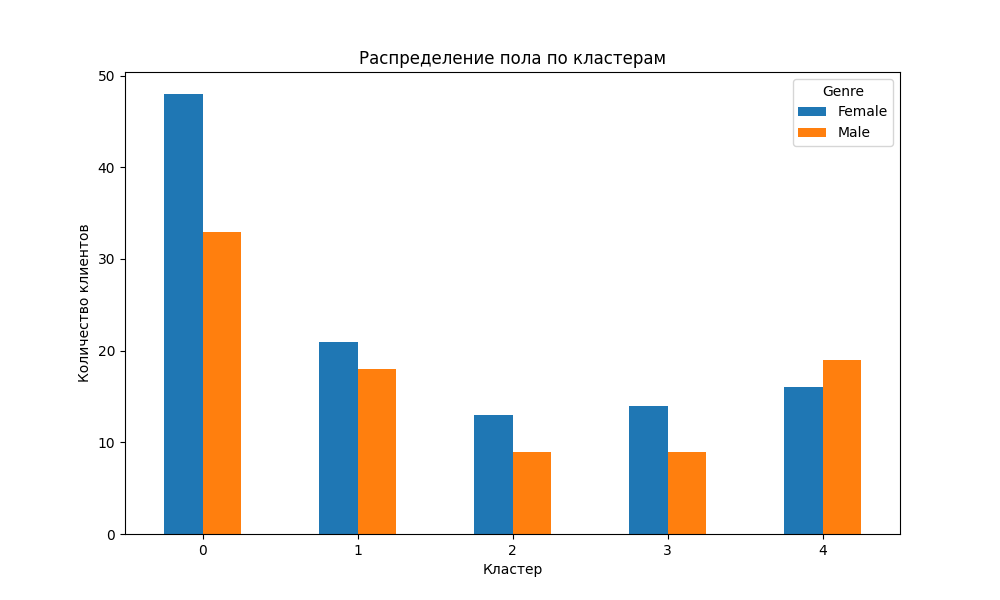 Распределение пола по кластерам
Genre
Female
Male
Количество клиентов
50
40
30
20
10
0
0 1 2 3 4
Кластер